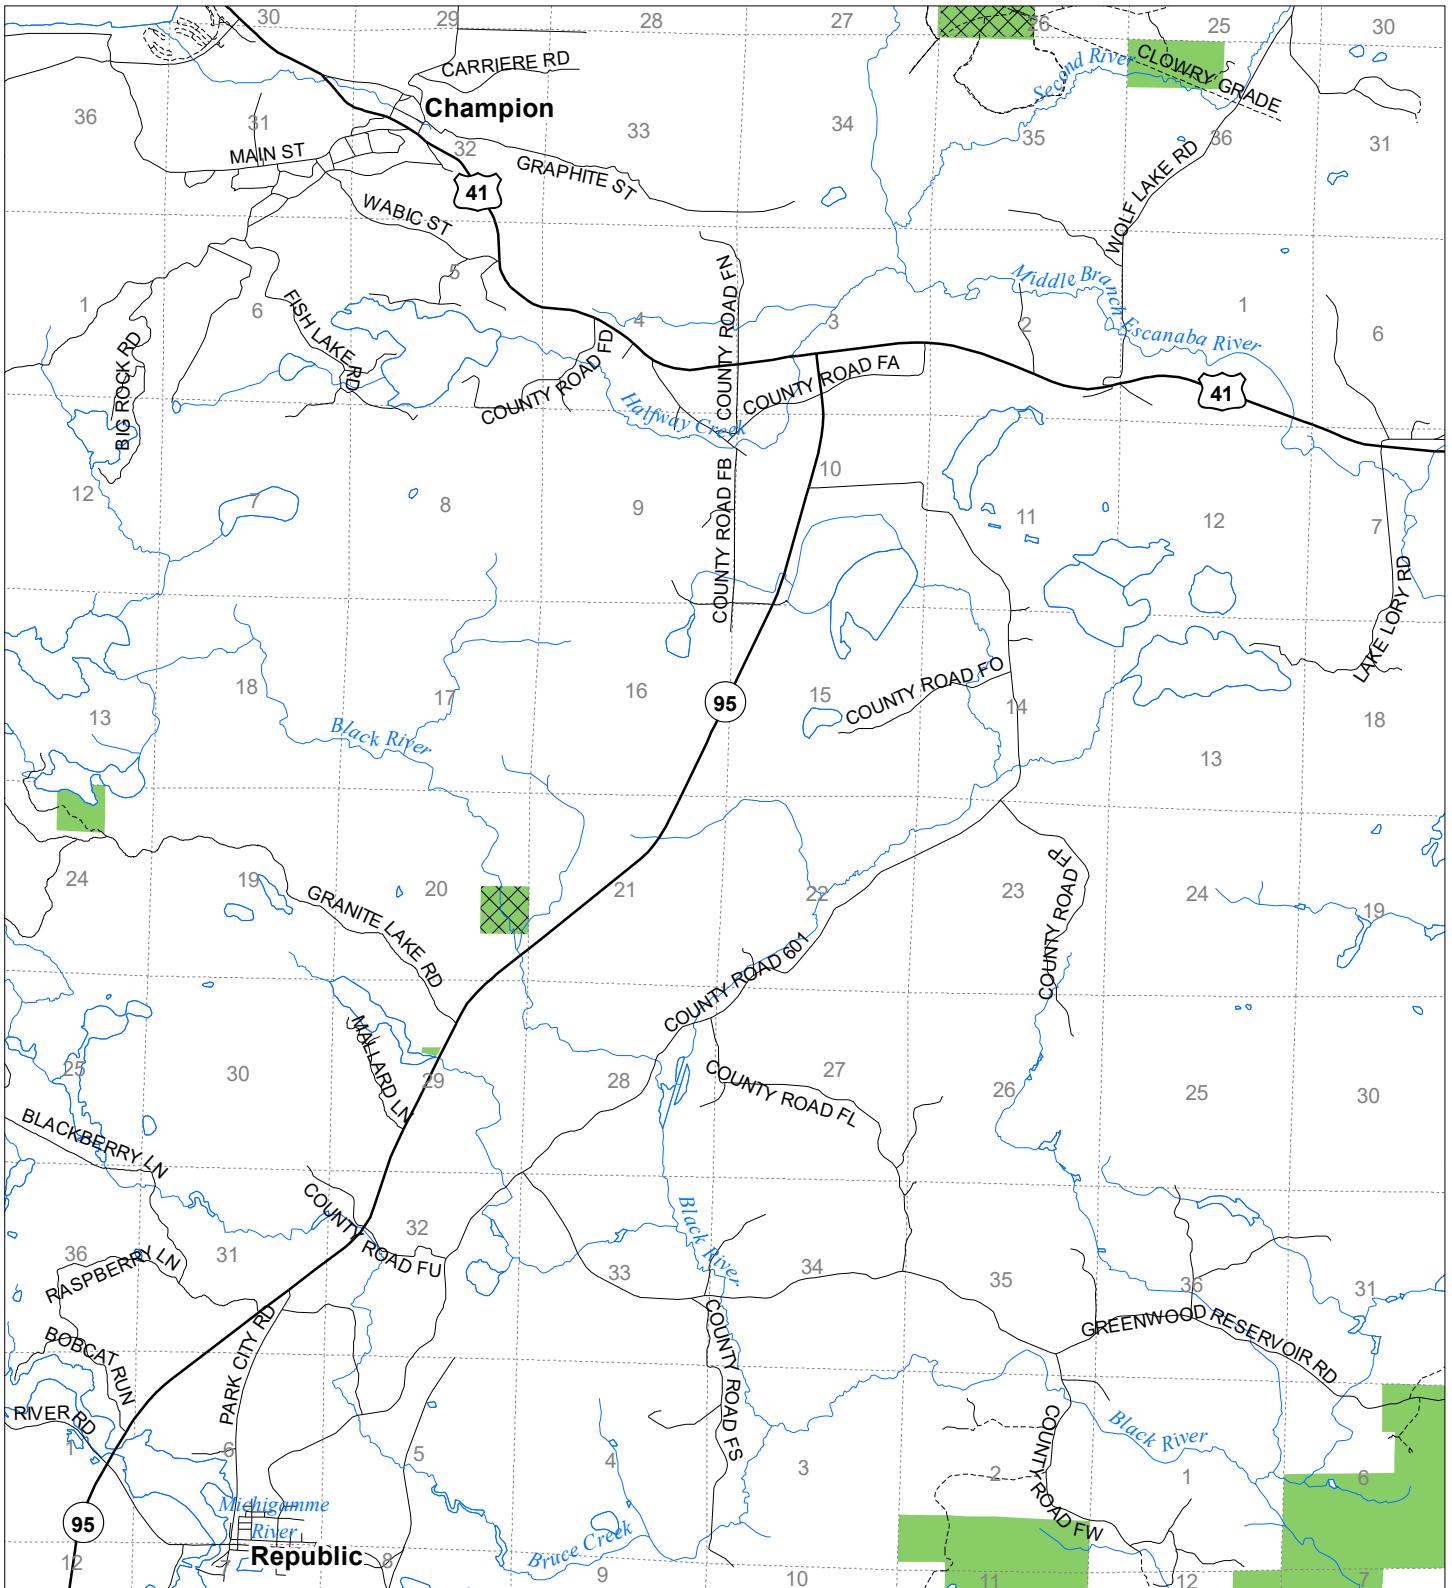 30
29
28
27
26
25
30
CARRIERE RD
Second River
CLOWRY GRADE
Champion
36
31
33
34
35
36
31
MAIN ST
32
GRAPHITE ST
41
WABIC ST
WOLF LAKE RD
5
Middle Branch Escanaba River
1
6
FISH LAKE RD
4
COUNTY ROAD FN
3
2
1
6
BIG ROCK RD
COUNTY ROAD FD
COUNTY ROAD FA
41
Halfway Creek
12
7
8
9
COUNTY ROAD FB
10
11
12
7
LAKE LORY RD
13
18
17
16
95
15
COUNTY ROAD FO
14
18
Black River
13
24
19
20
21
22
23
COUNTY ROAD FP
24
19
GRANITE LAKE RD
COUNTY ROAD 601
MALLARD LN
25
30
29
28
27
26
25
30
COUNTY ROAD FL
BLACKBERRY LN
COUNTY ROAD FU
32
Black River
36
31
33
34
35
36
31
RASPBERRY LN
GREENWOOD RESERVOIR RD
BOBCAT RUN
PARK CITY RD
COUNTY ROAD FS
RIVER RD
1
6
5
4
3
2
1
6
COUNTY ROAD FW
Black River
Michigamme
River
95
Republic
Bruce Creek
12
7
8
9
10
11
12
7